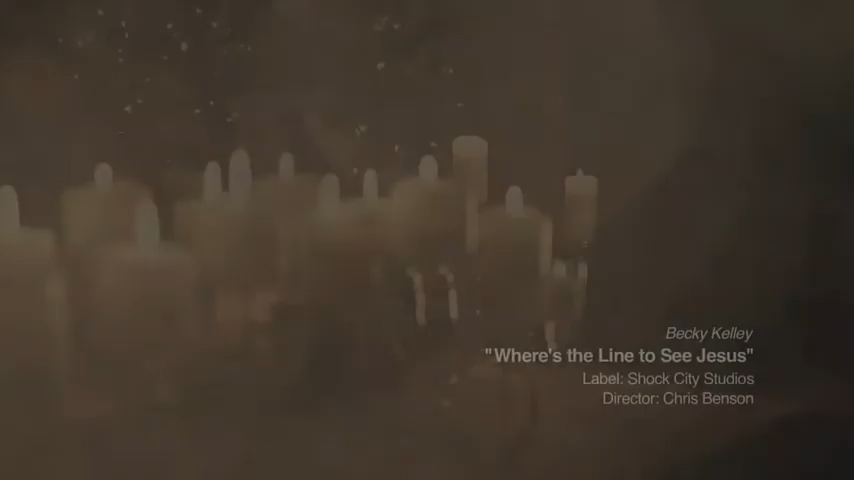 Becky Kelley
"Where's the Line to See Jesus"
Label: Shock City Studios
Director: Chris Benson